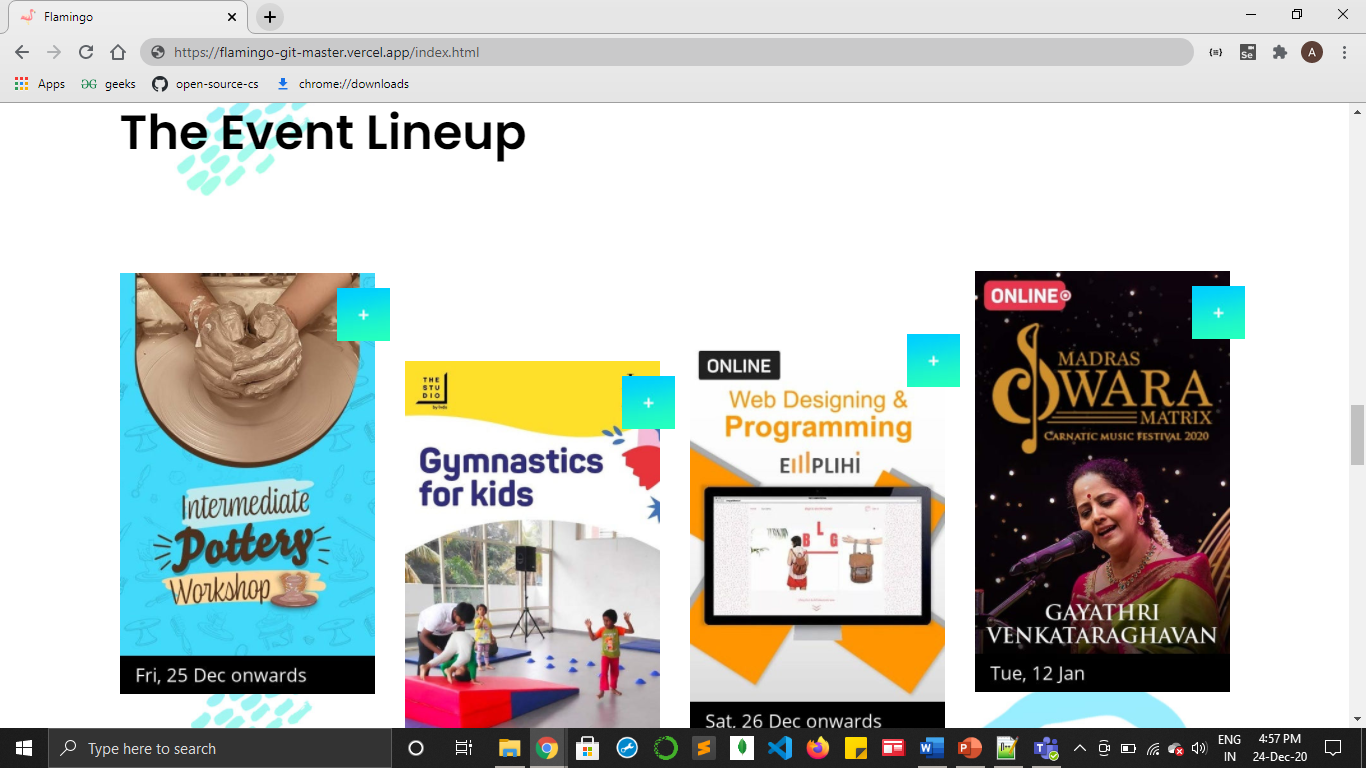 Flamingo
https://flamingo-git-master.vercel.app/index.html
Se
A
Apps
geeks
open-source-cs
chrome://downloads
The Event Lineup
+
Intermediate
Pottery
Workshop
Fri, 25 Dec onwards
THE
STU
DIO
+
Gymnastics
for kids
ONLINE
+
Web Designing &
Programming
EMPLIHI
BLG
Sat, 26 Dec onwards
ONLINE
+
MADRAS
SWARA
MATRIX
CARNATIC MUSIC FESTIVAL 2020
GAYATHRI
VENKATARAGHAVAN
Tue, 12 Jan
Type here to search
ENG
IN
4:57 PM
24-Dec-20